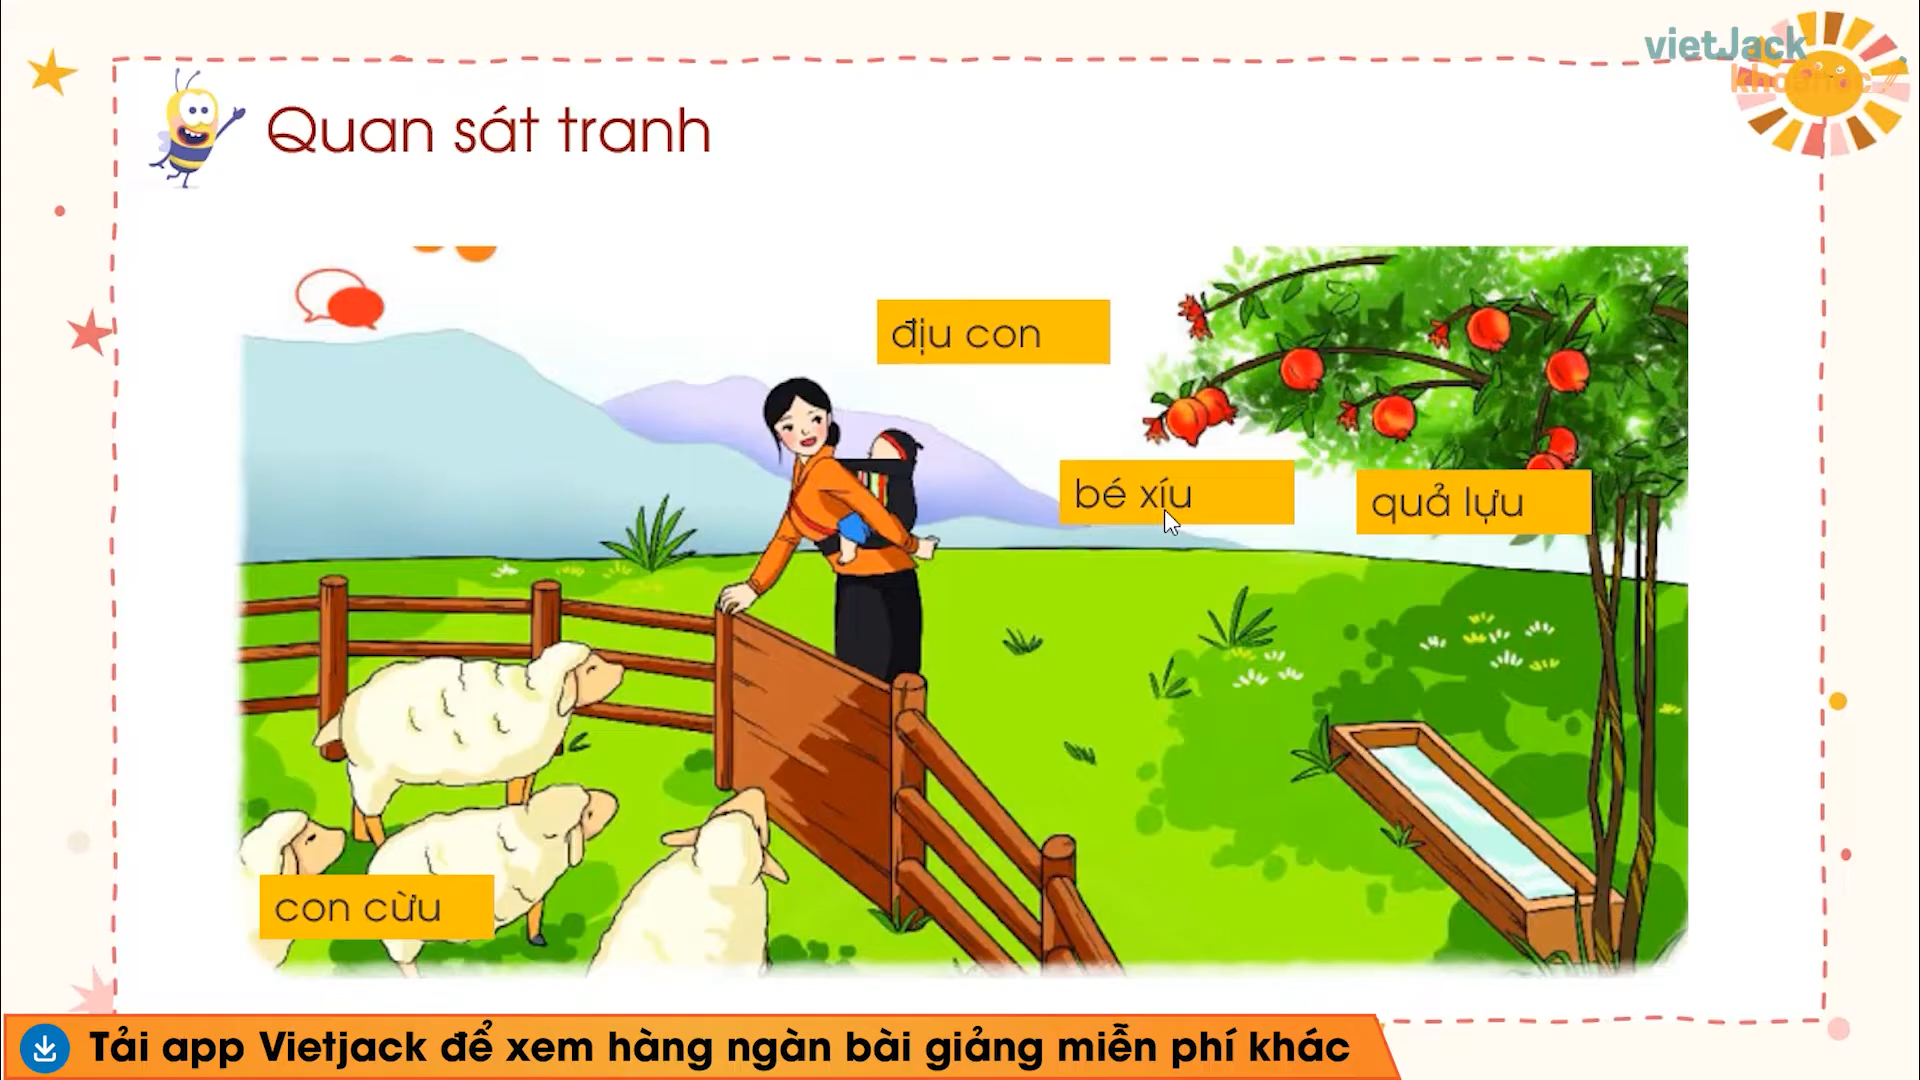 vietJack
khoahoc
Quan sát tranh
địu con
bé xíu
quả lựu
con cừu
Tải app Vietjack để xem hàng ngàn bài giảng miễn phí khác